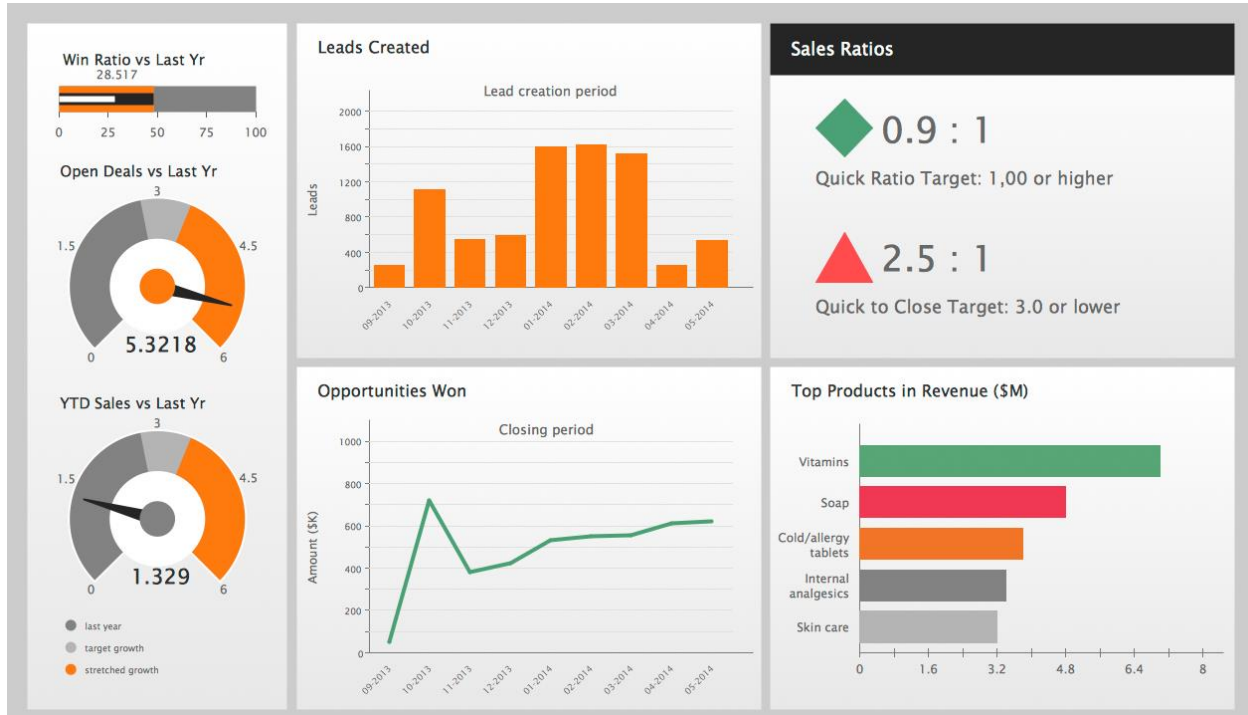 Win Ratio vs Last Yr
28.517
0 25 50 75 100
Open Deals vs Last Yr
3
1.5 4.5
5.3218
0 6
YTD Sales vs Last Yr
3
1.5 4.5
1.329
0 6
last year
target growth
stretched growth
Leads Created
Lead creation period
2000
1600
1200
800
400
0
Leads
09-2013 10-2013 11-2013 12-2013 01-2014 02-2014 03-2014 04-2014 05-2014
Sales Ratios
0.9 : 1
Quick Ratio Target: 1,00 or higher
2.5 : 1
Quick to Close Target: 3.0 or lower
Opportunities Won
Closing period
1000
800
600
400
200
0
Amount ($K)
09-2013 10-2013 11-2013 12-2013 01-2014 02-2014 03-2014 04-2014 05-2014
Top Products in Revenue ($M)
Vitamins
Soap
Cold/allergy
tablets
Internal
analgesics
Skin care
0 1.6 3.2 4.8 6.4 8